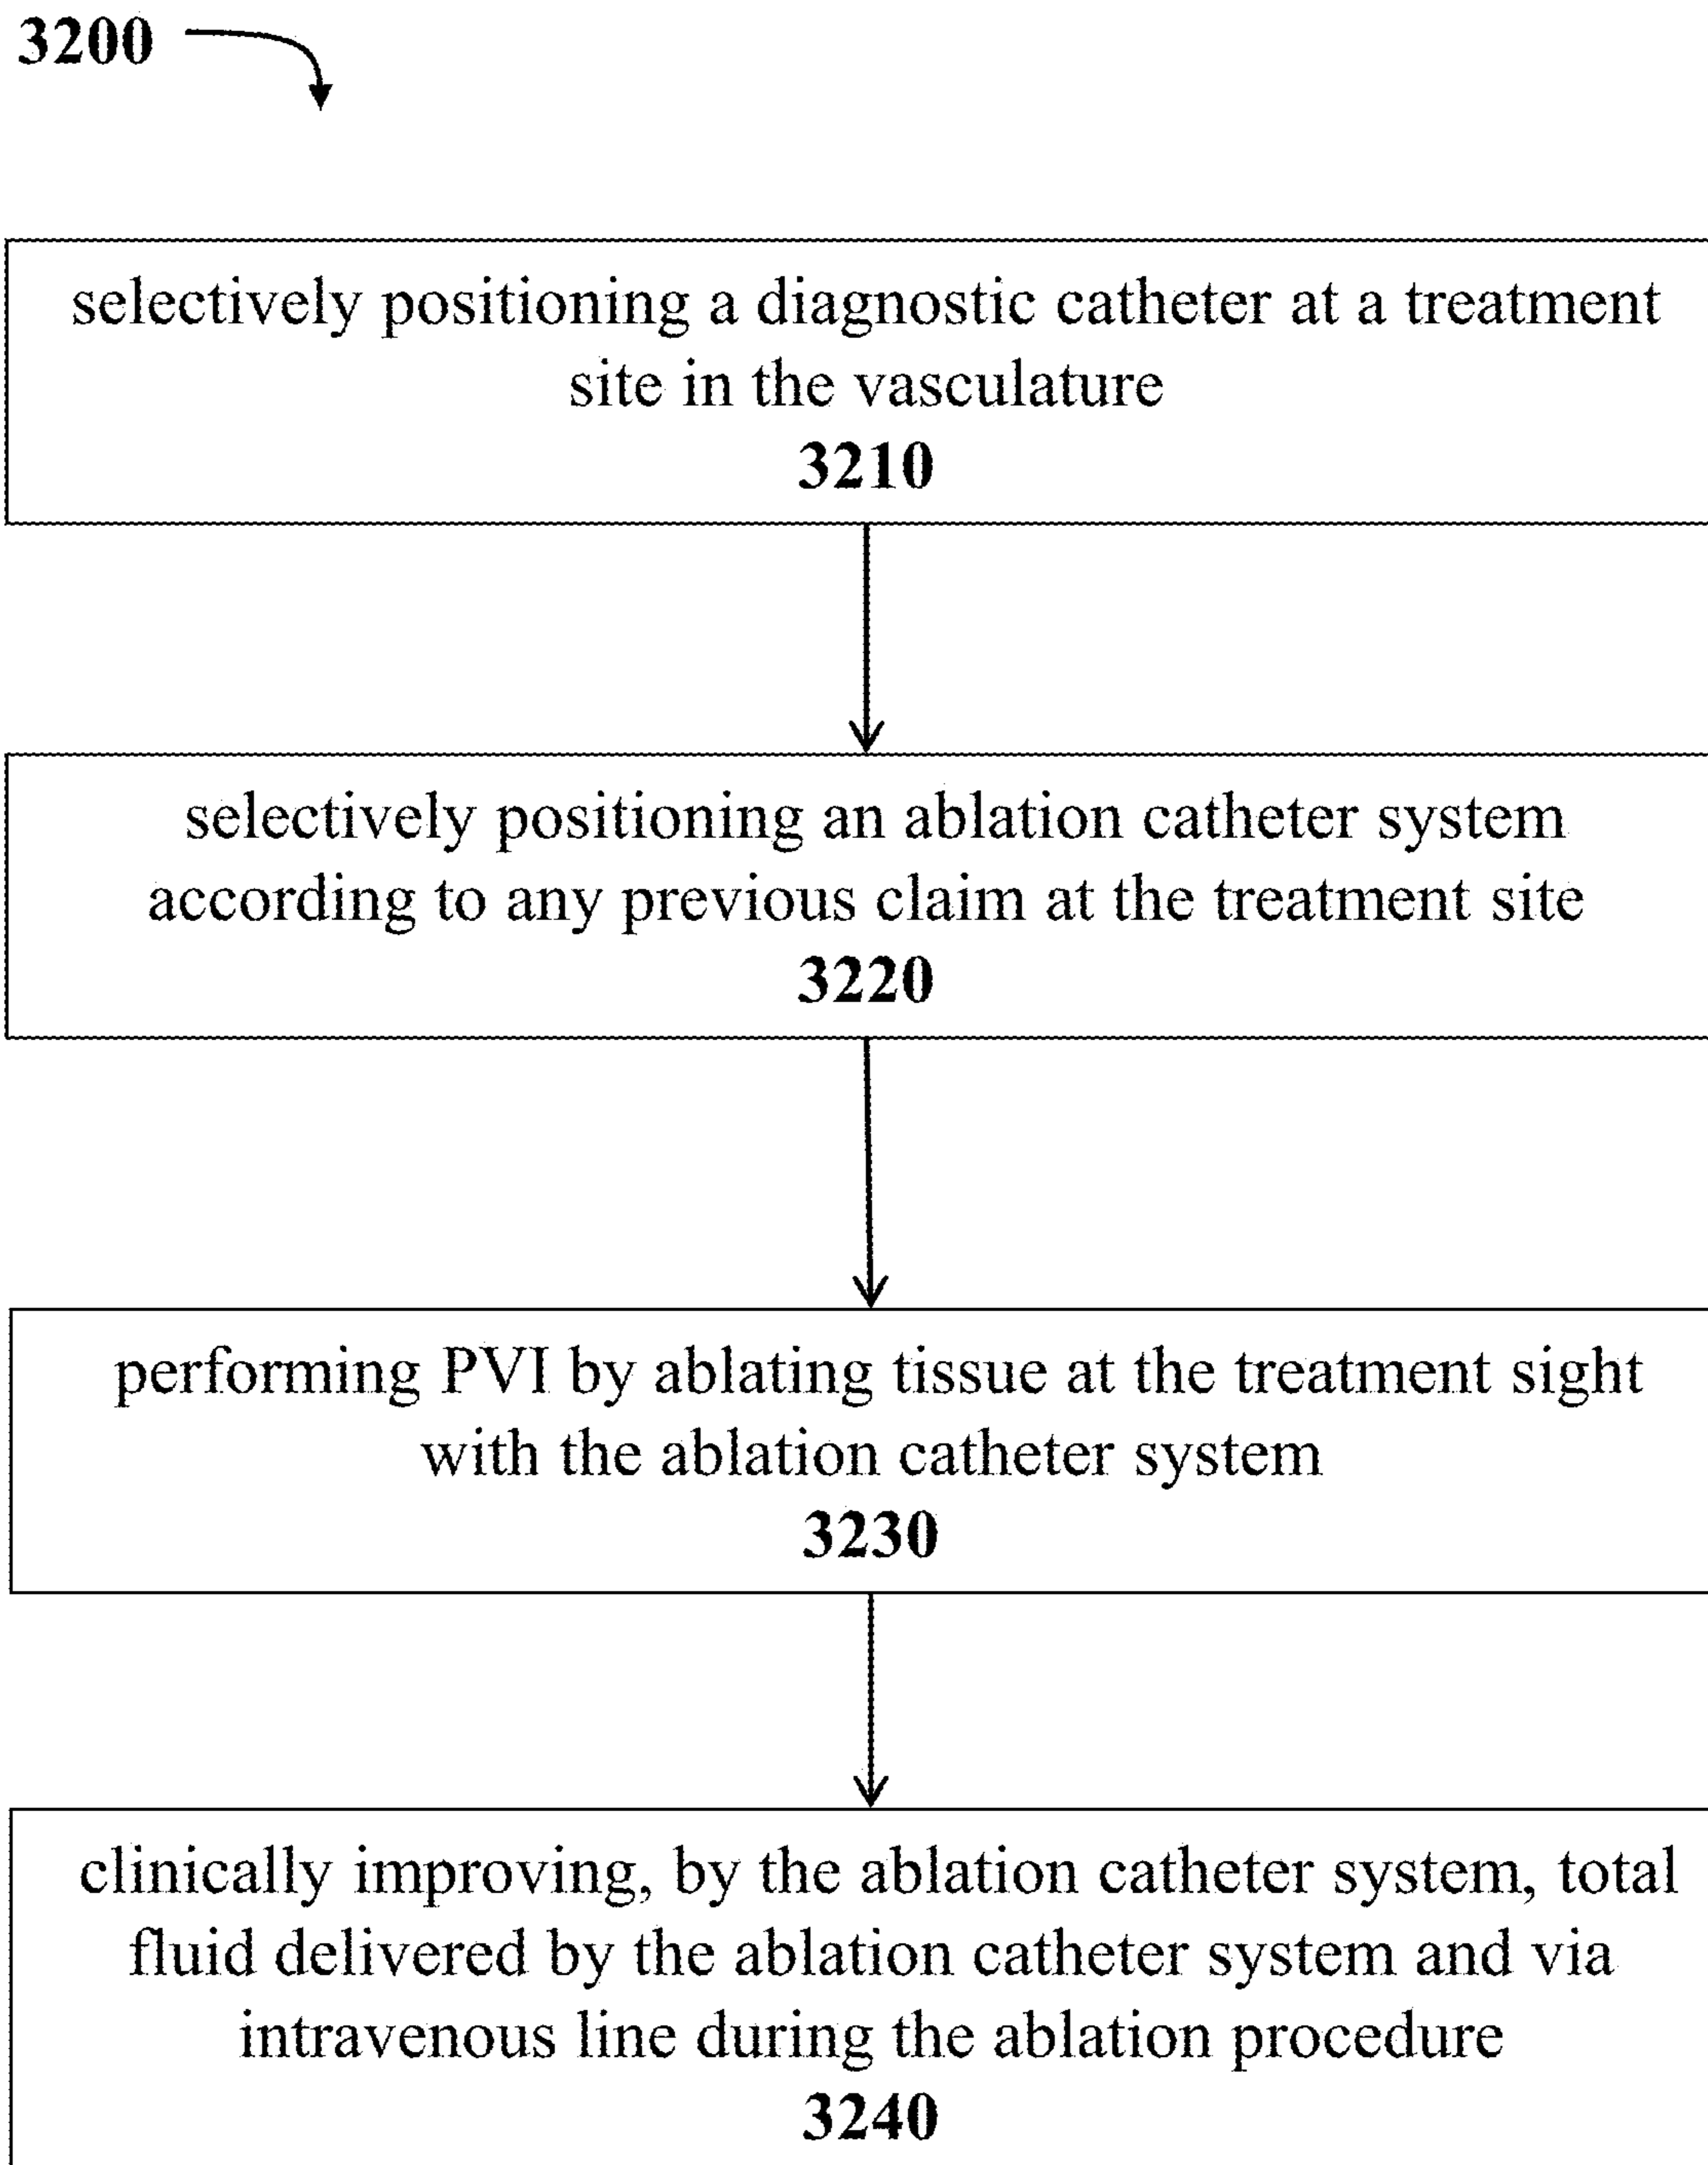 3200
selectively positioning a diagnostic catheter at a treatment
site in the vasculature
3210
selectively positioning an ablation catheter system
according to any previous claim at the treatment site
3220
performing PVI by ablating tissue at the treatment sight
with the ablation catheter system
3230
clinically improving, by the ablation catheter system, total
fluid delivered by the ablation catheter system and via
intravenous line during the ablation procedure
3240